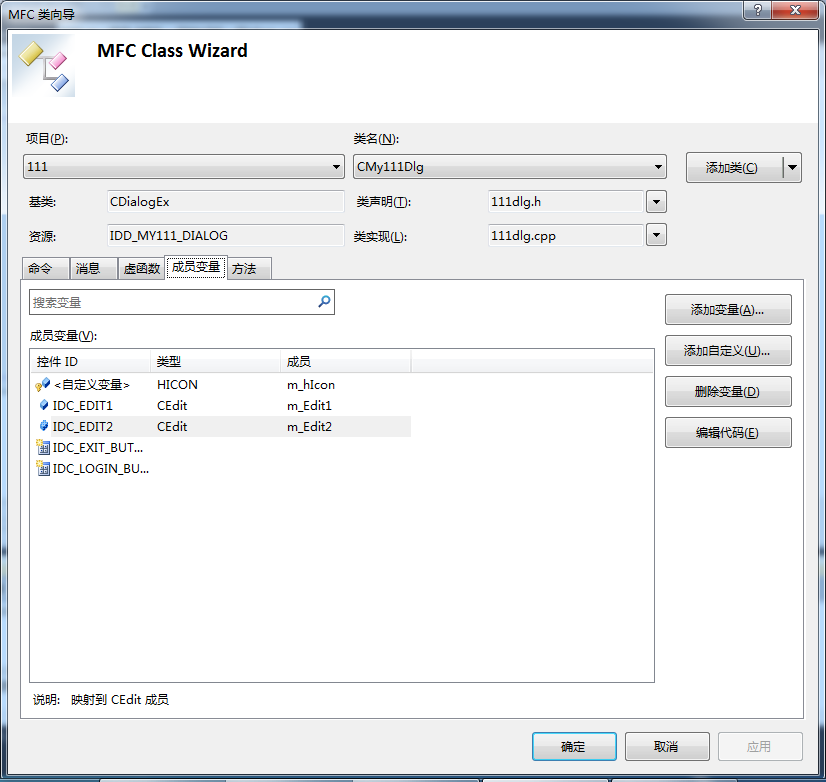 MFC 类向导
MFC Class Wizard
项目(P):
类名(N):
111
CMy111Dlg
添加类(C)
基类:
CDialogEx
类声明(T):
111dlg.h
资源:
IDD_MY111_DIALOG
类实现(L):
111dlg.cpp
命令
消息
虚函数
成员变量
方法
搜索变量
添加变量(A)...
成员变量(V):
添加自定义(U)...
控件 ID 类型 成员
<自定义变量> HICON m_hIcon
删除变量(D)
IDC_EDIT1 CEdit m_Edit1
IDC_EDIT2 CEdit m_Edit2
编辑代码(E)
IDC_EXIT_BUT...
IDC_LOGIN_BU...
说明: 映射到 CEdit 成员
确定
取消
应用